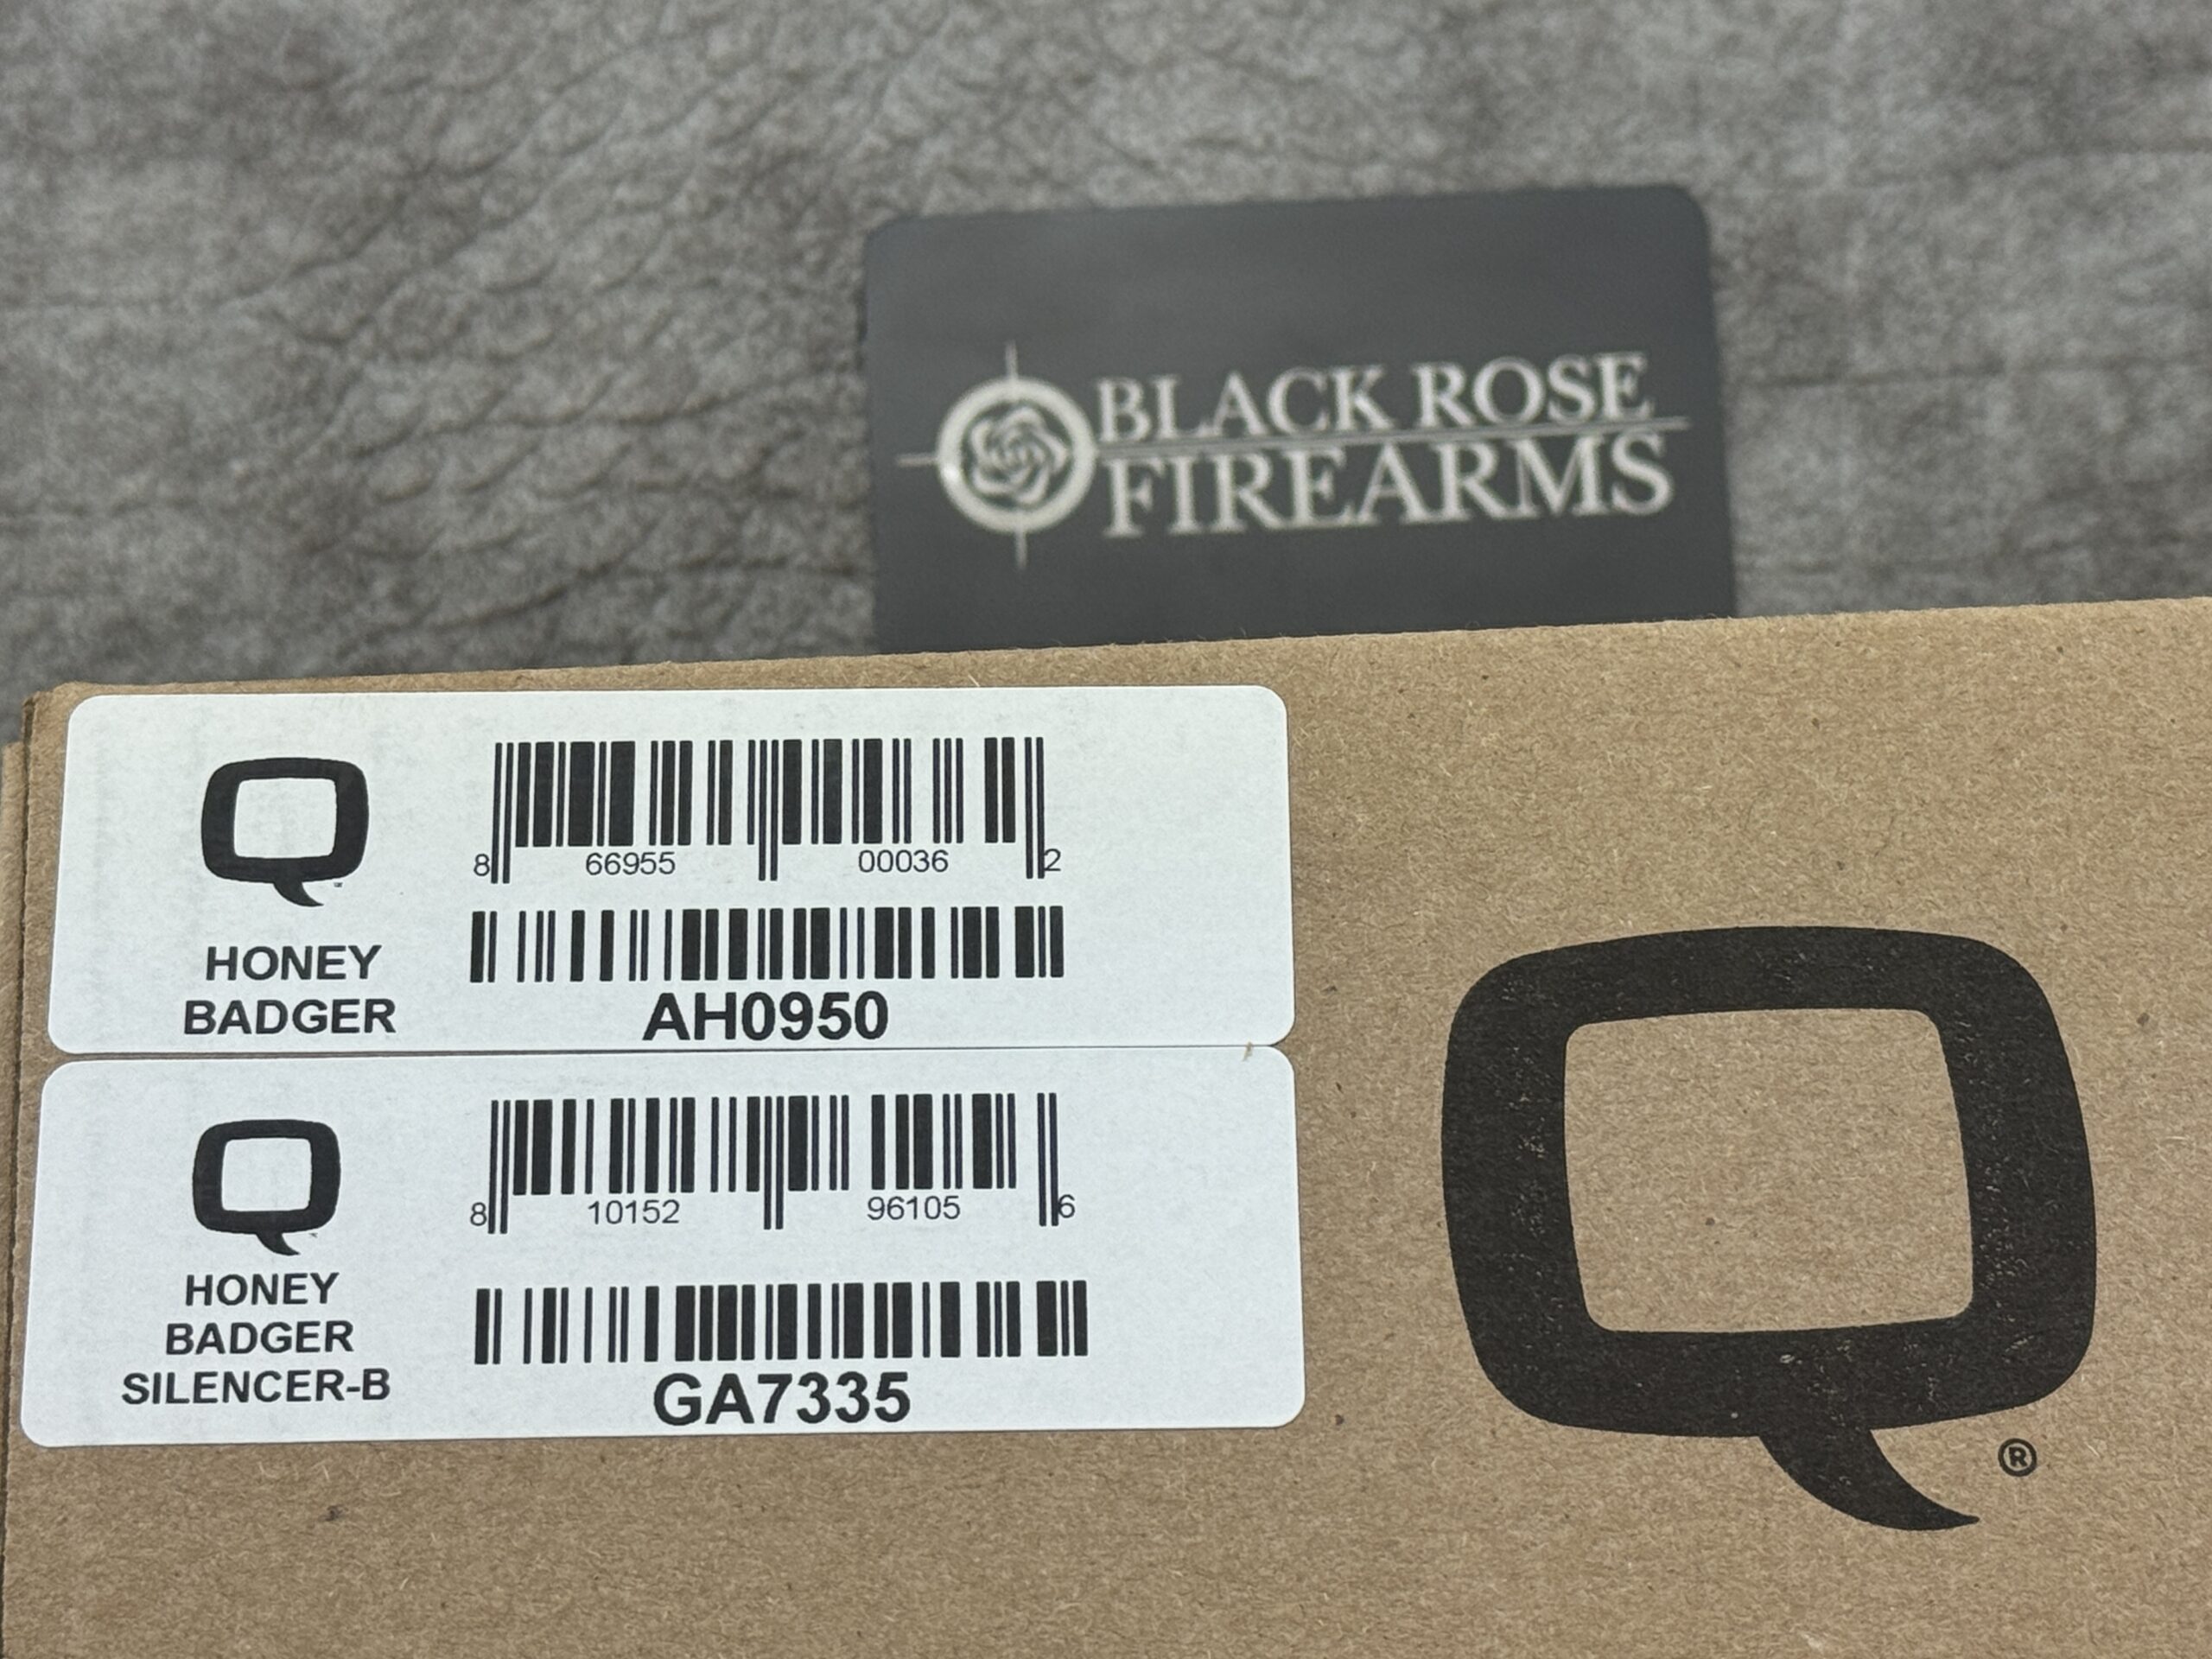 BLACK ROSE
FIREARMS
Q
HONEY
BADGER
8 66955 00036 2
AH0950
Q
HONEY
BADGER
SILENCER-B
8 10152 96105 6
GA7335
Q
®